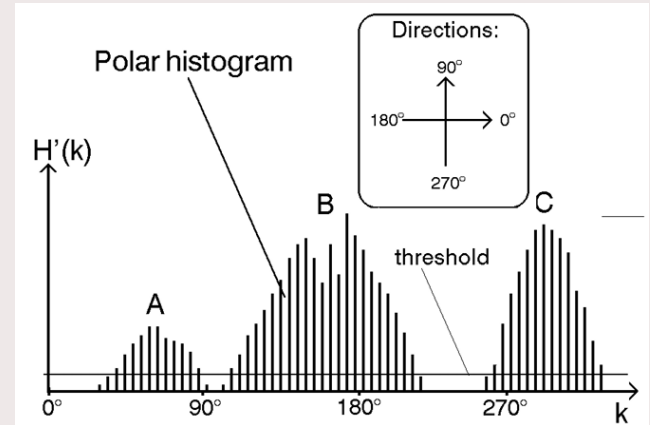 Directions:
90°
180° 0°
270°
Polar histogram
H'(k)
B
C
threshold
A
0° 90° 180° 270° k